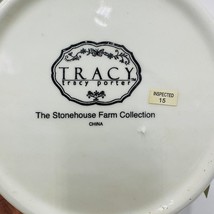 TRACY
tracy porter
INSPECTED
15
The Stonehouse Farm Collection
CHINA